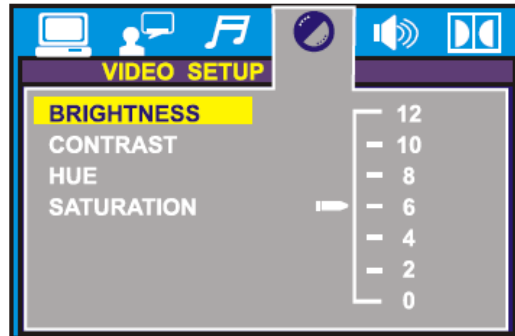 VIDEO SETUP
BRIGHTNESS 12
CONTRAST 10
HUE 8
SATURATION 6
4
2
0